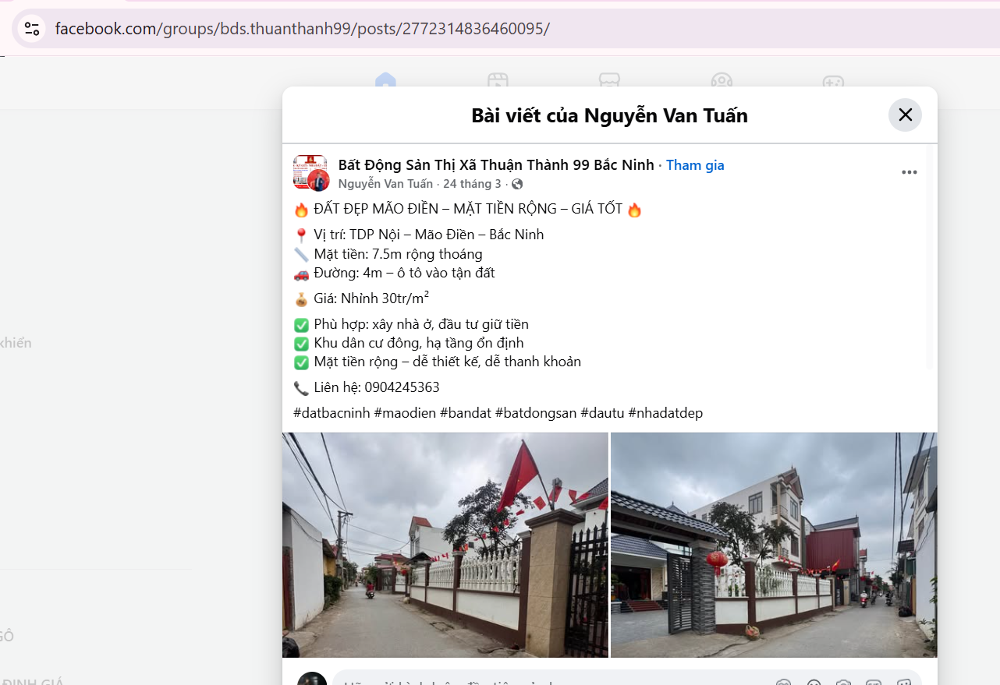 facebook.com/groups/bds.thuanthanh99/posts/2772314836460095/
Bài viết của Nguyễn Van Tuấn
Bất Động Sản Thị Xã Thuận Thành 99 Bắc Ninh · Tham gia
Nguyễn Van Tuấn · 24 tháng 3 ·
🔥 ĐẤT ĐẸP MÃO ĐIỀN – MẶT TIỀN RỘNG – GIÁ TỐT 🔥
📍 Vị trí: TDP Nội – Mão Điền – Bắc Ninh
📏 Mặt tiền: 7.5m rộng thoáng
🚗 Đường: 4m – ô tô vào tận đất
💰 Giá: Nhỉnh 30tr/m²
✅ Phù hợp: xây nhà ở, đầu tư giữ tiền
✅ Khu dân cư đông, hạ tầng ổn định
✅ Mặt tiền rộng – dễ thiết kế, dễ thanh khoản
📞 Liên hệ: 0904245363
#datbacninh #maodien #bandat #batdongsan #dautu #nhadatdep
khiển
ĐỊNH GIÁ